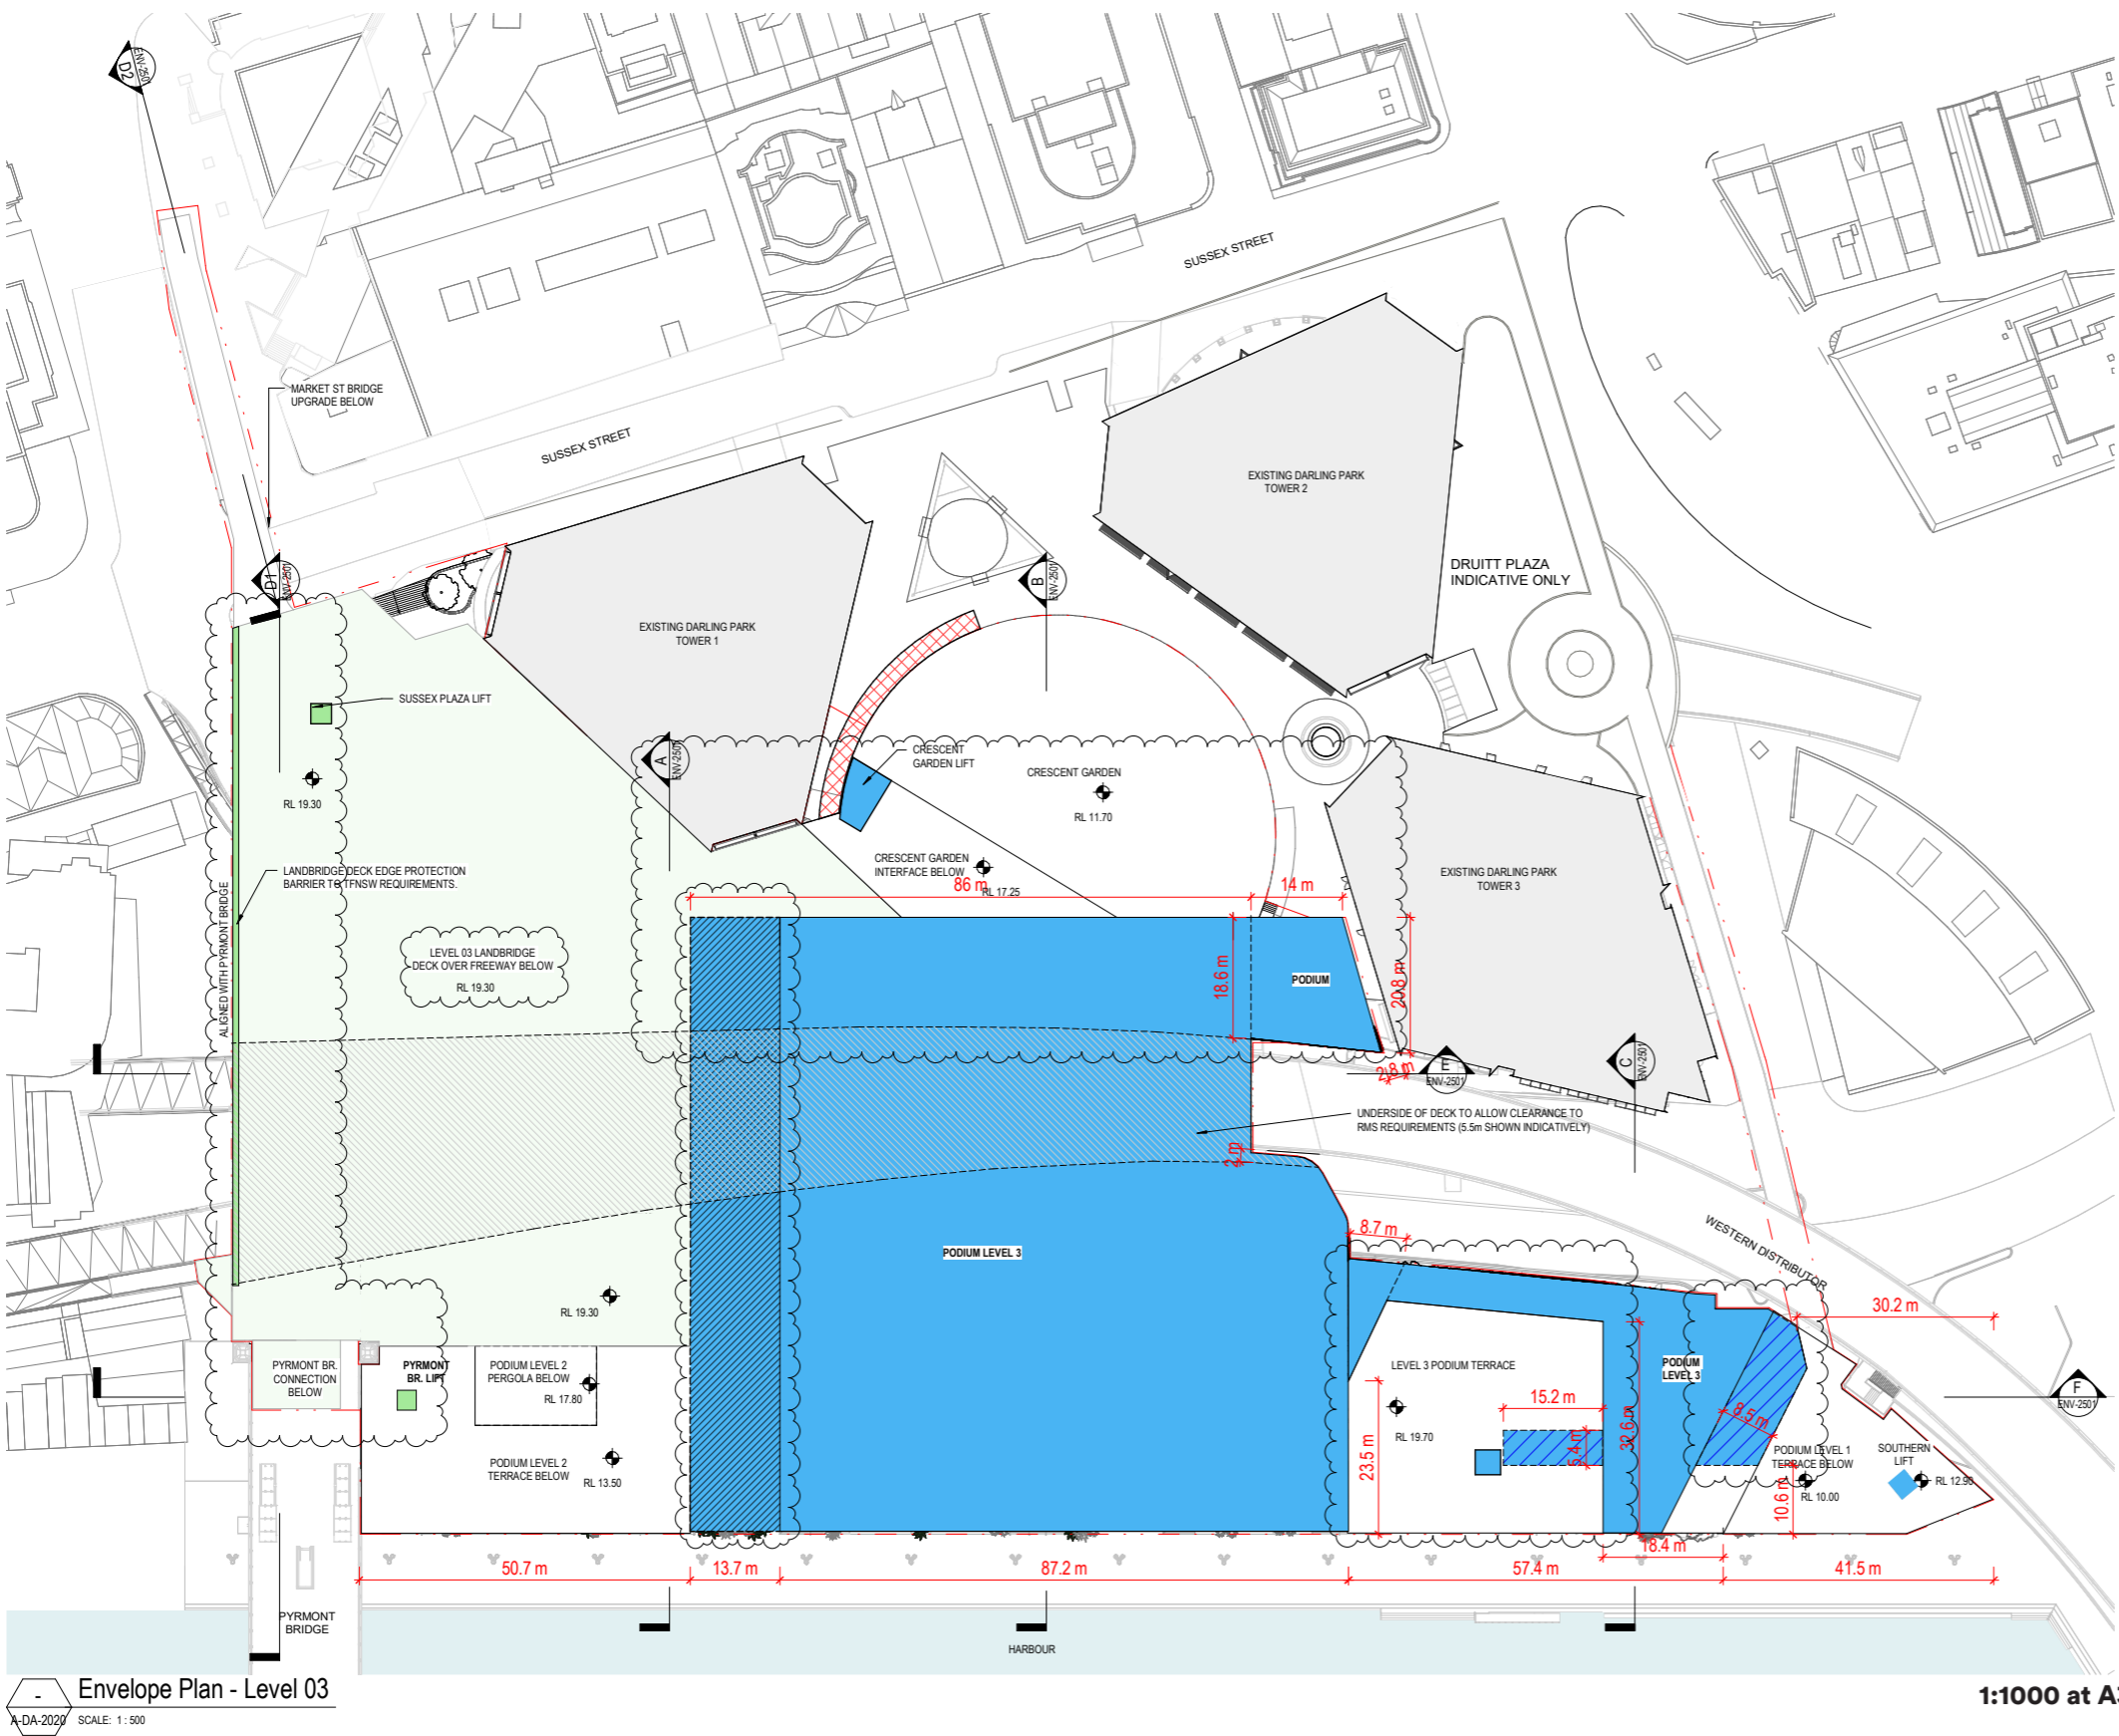 D2
ENV-2501
SUSSEX STREET
MARKET ST BRIDGE
UPGRADE BELOW
SUSSEX STREET
EXISTING DARLING PARK
TOWER 2
DRUITT PLAZA
INDICATIVE ONLY
D1
ENV-2501
B
ENV-2501
EXISTING DARLING PARK
TOWER 1
SUSSEX PLAZA LIFT
A
ENV-2501
CRESCENT
GARDEN LIFT
CRESCENT GARDEN
RL 19.30
RL 11.70
LANDBRIDGE DECK EDGE PROTECTION
BARRIER TO TFNSW REQUIREMENTS.
CRESCENT GARDEN
INTERFACE BELOW
RL 17.25
EXISTING DARLING PARK
TOWER 3
86 m
14 m
ALIGNED WITH PYRMONT BRIDGE
LEVEL 03 LANDBRIDGE
DECK OVER FREEWAY BELOW
RL 19.30
18.6 m
PODIUM
20.8 m
C
ENV-2501
E
ENV-2501
2.8 m
UNDERSIDE OF DECK TO ALLOW CLEARANCE TO
RMS REQUIREMENTS (5.5m SHOWN INDICATIVELY)
2 m
8.7 m
WESTERN DISTRIBUTOR
PODIUM LEVEL 3
RL 19.30
30.2 m
PYRMONT BR.
CONNECTION
BELOW
PYRMONT
BR. LIFT
PODIUM LEVEL 2
PERGOLA BELOW
RL 17.80
LEVEL 3 PODIUM TERRACE
PODIUM
LEVEL 3
F
ENV-2501
15.2 m
8.5 m
RL 19.70
32.6 m
5.4 m
23.5 m
PODIUM LEVEL 2
TERRACE BELOW
RL 13.50
PODIUM LEVEL 1
TERRACE BELOW
RL 10.00
SOUTHERN
LIFT
RL 12.90
10.6 m
18.4 m
50.7 m
13.7 m
87.2 m
57.4 m
41.5 m
PYRMONT
BRIDGE
HARBOUR
-
A-DA-2020
Envelope Plan - Level 03
SCALE: 1 : 500
1:1000 at A